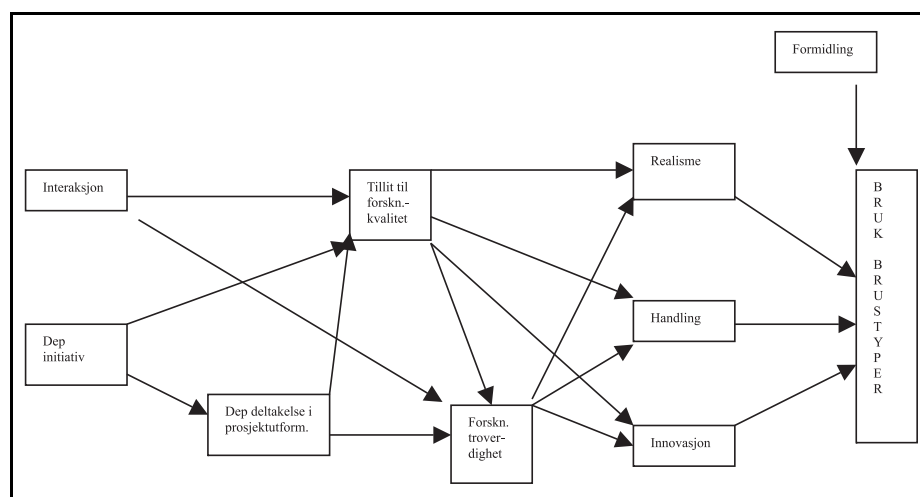 Formidling
Interaksjon
Tillit til
forskn.-
kvalitet
Realisme
Dep
initiativ
Dep deltakelse i
prosjektutform.
Forskn.
trover-
dighet
Handling
Innovasjon
B
R
U
K
B
R
U
S
T
Y
P
E
R